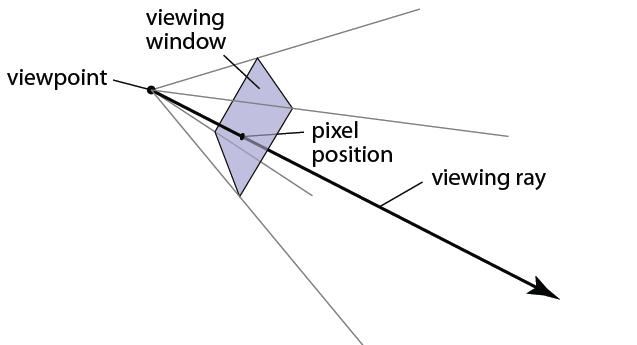 viewing
window
viewpoint
pixel
position
viewing ray